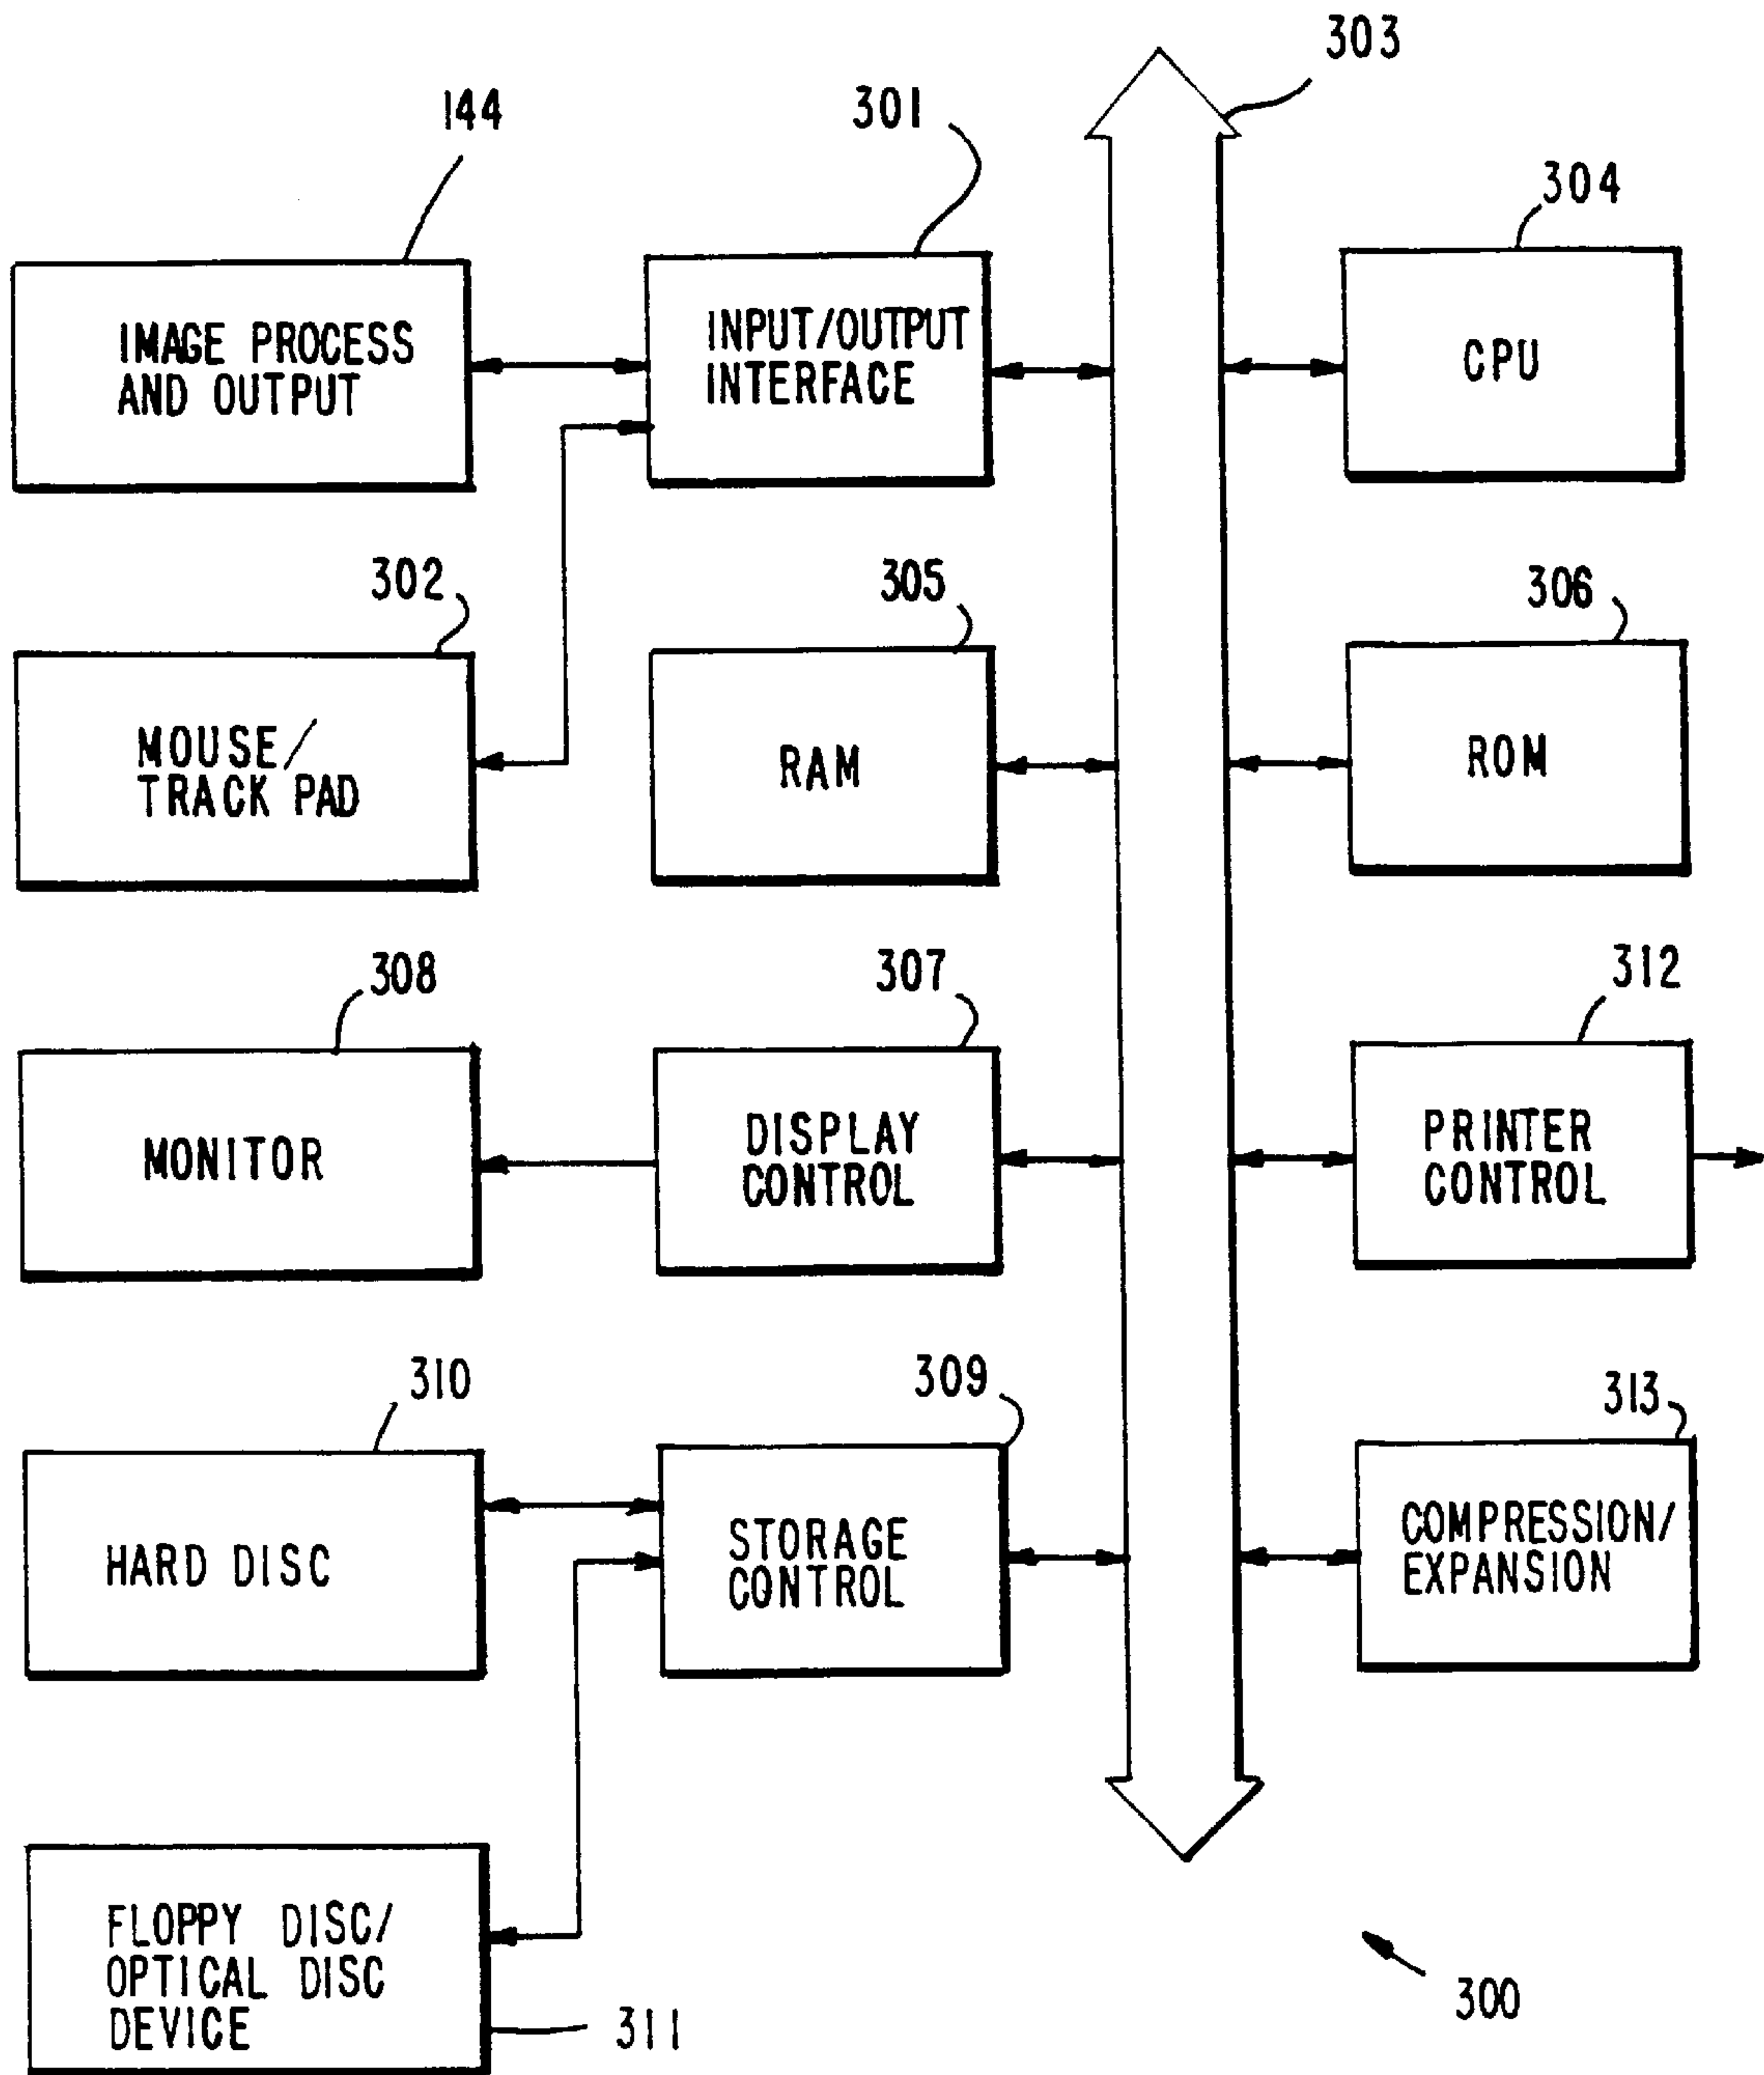 303
144
301
304
IMAGE PROCESS
AND OUTPUT
INPUT/OUTPUT
INTERFACE
CPU
302
305
306
MOUSE/
TRACK PAD
RAM
ROM
308
307
312
MONITOR
DISPLAY
CONTROL
PRINTER
CONTROL
310
309
313
HARD DISC
STORAGE
CONTROL
COMPRESSION/
EXPANSION
FLOPPY DISC/
OPTICAL DISC
DEVICE
311
300